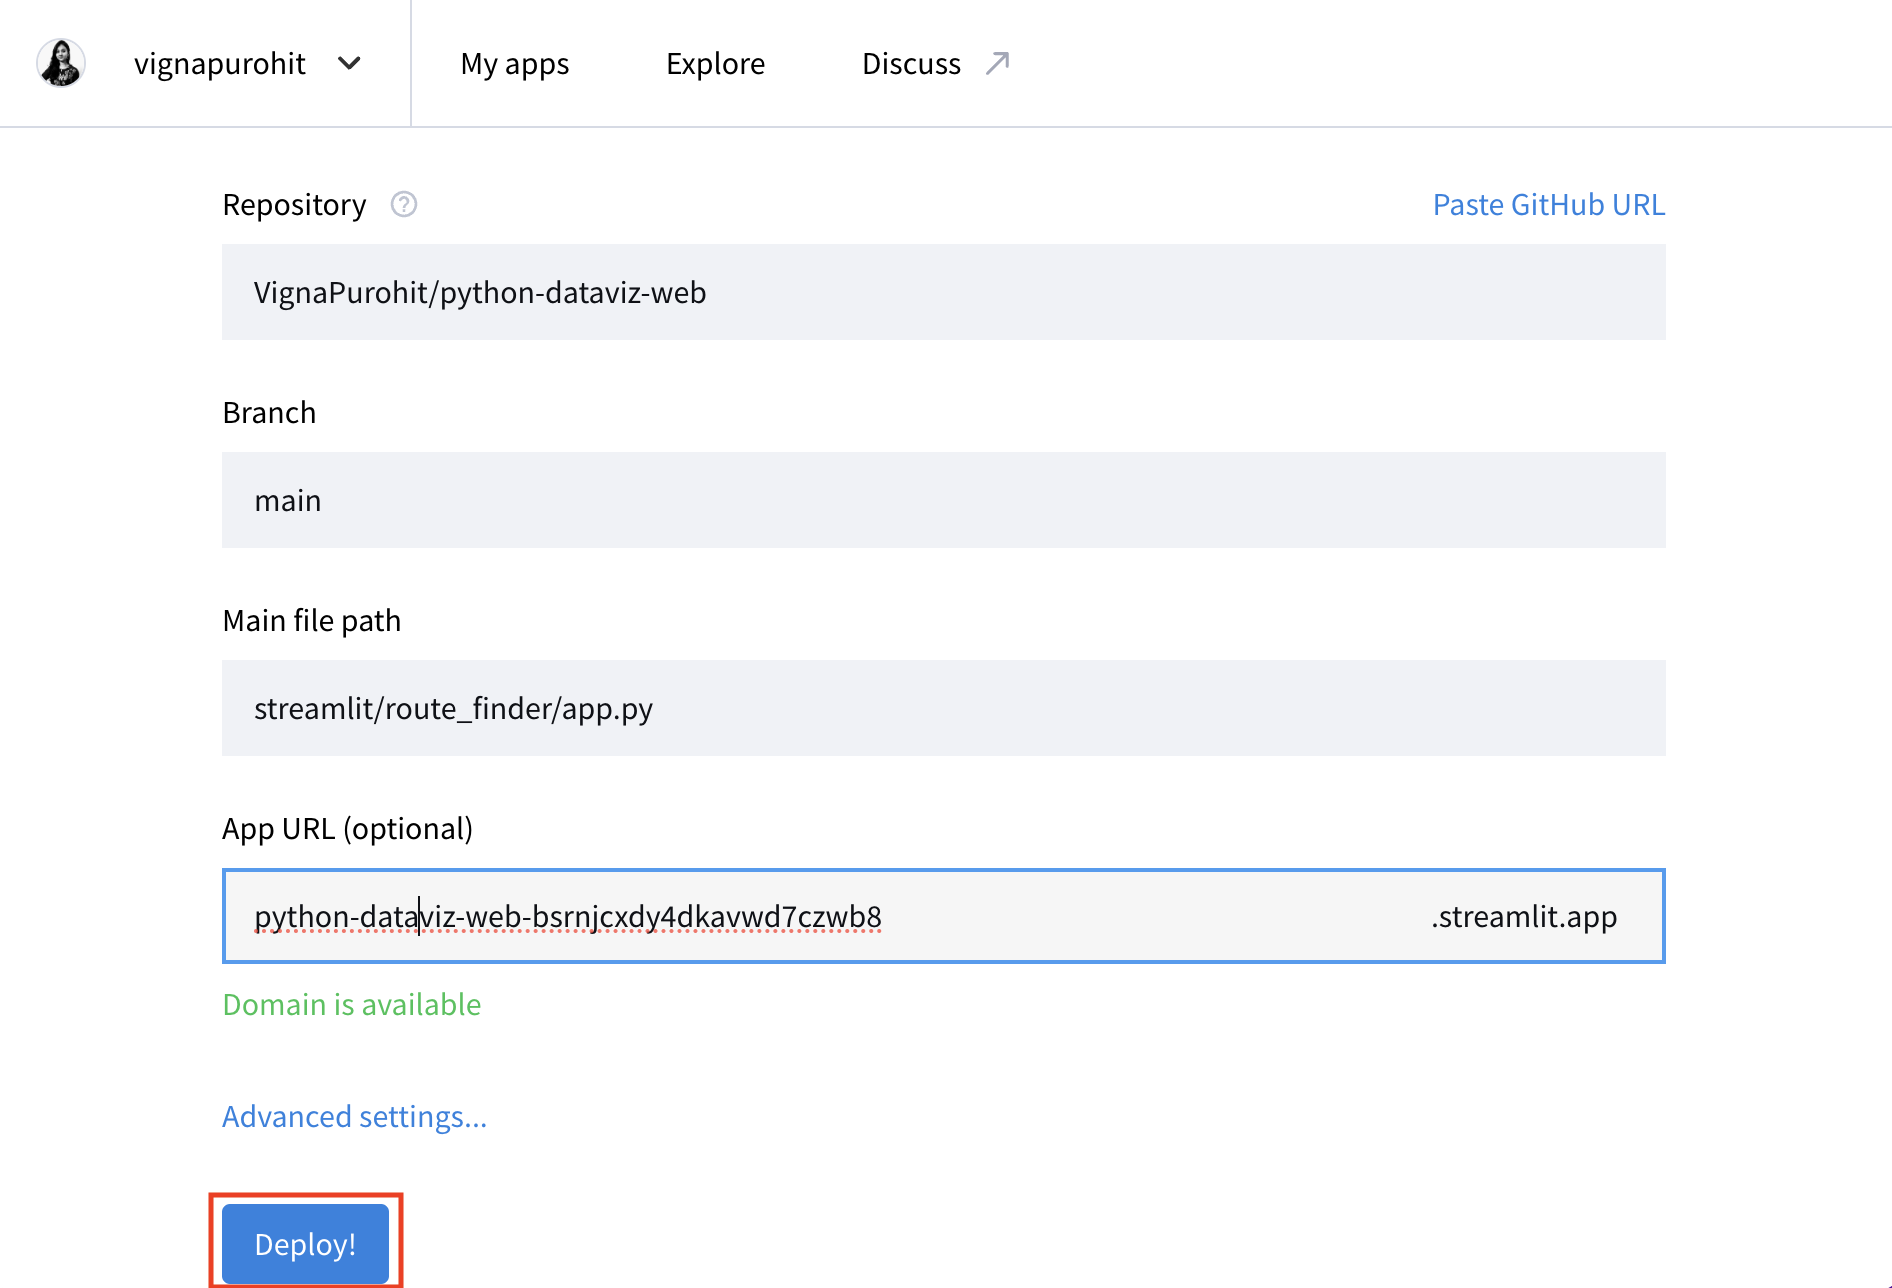 vignapurohit
My apps
Explore
Discuss
Repository
Paste GitHub URL
VignaPurohit/python-dataviz-web
Branch
main
Main file path
streamlit/route_finder/app.py
App URL (optional)
python-dataviz-web-bsrnjcxdy4dkavwd7czwb8
.streamlit.app
Domain is available
Advanced settings...
Deploy!